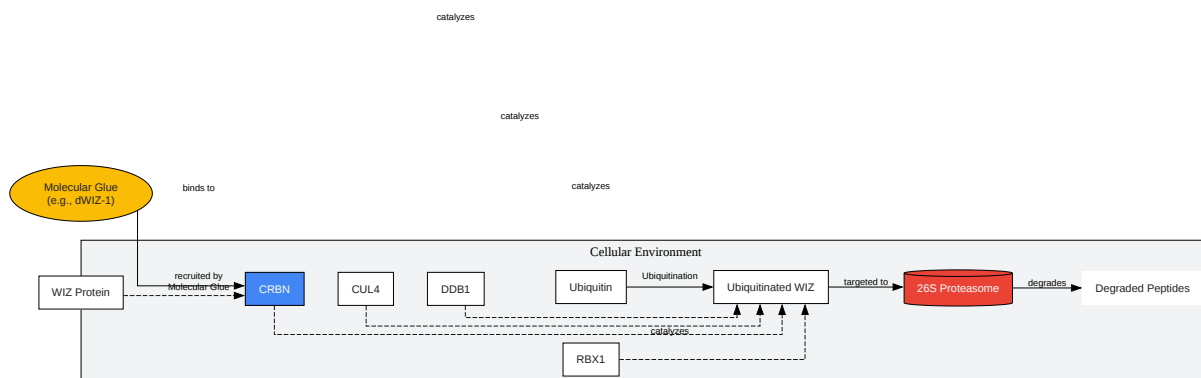 catalyzes
catalyzes
Molecular Glue
(e.g., dWIZ-1)
binds to
catalyzes
Cellular Environment
WIZ Protein
recruited by
Molecular Glue
CRBN
CUL4
DDB1
Ubiquitin
Ubiquitination
Ubiquitinated WIZ
targeted to
26S Proteasome
degrades
Degraded Peptides
catalyzes
RBX1